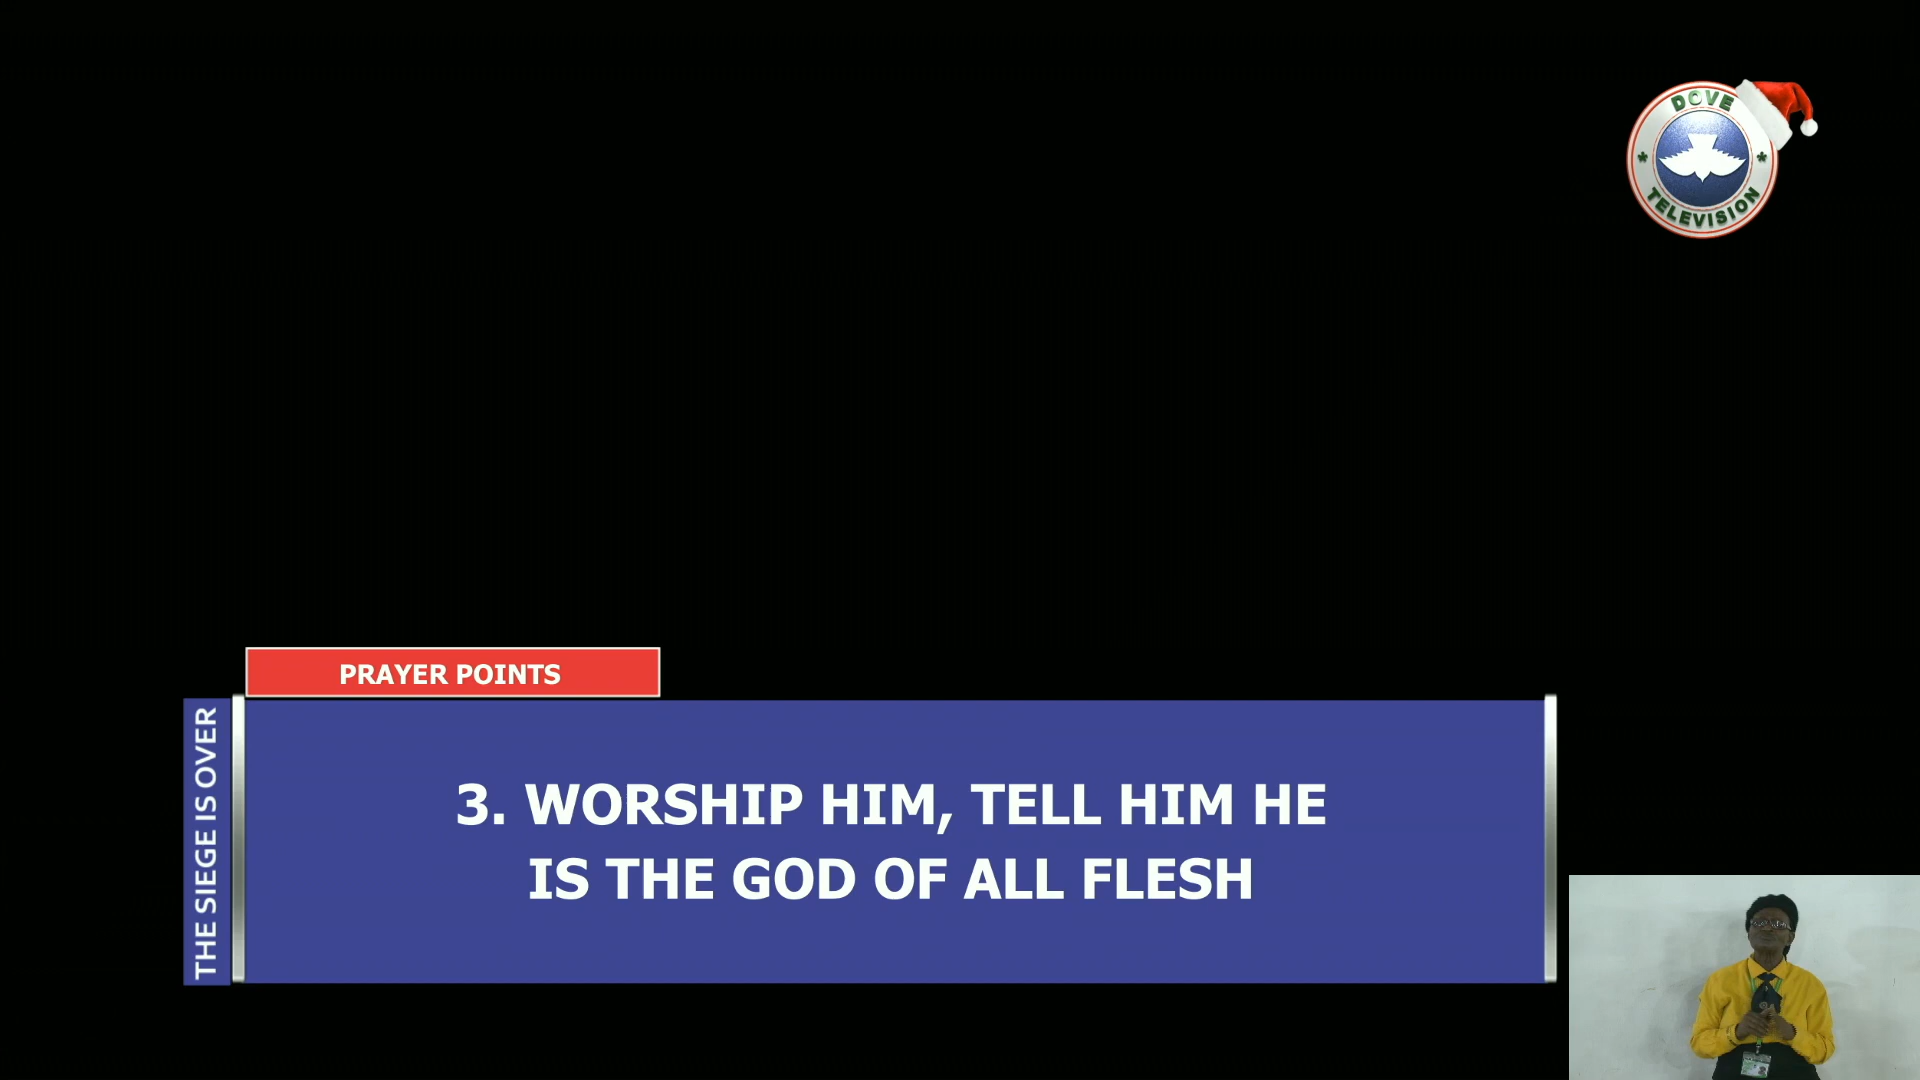 DOVE
TELEVISION
PRAYER POINTS
THE SIEGE IS OVER
3. WORSHIP HIM, TELL HIM HE
IS THE GOD OF ALL FLESH